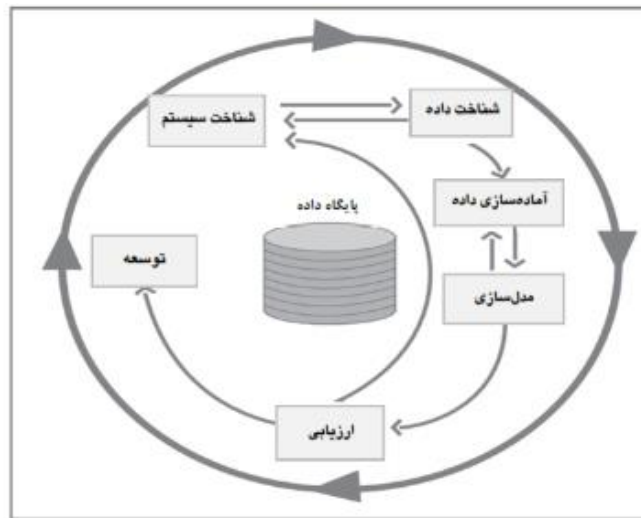 شناخت داده
شناخت سیستم
آماده‌سازی داده
پایگاه داده
توسعه
مدل‌سازی
ارزیابی